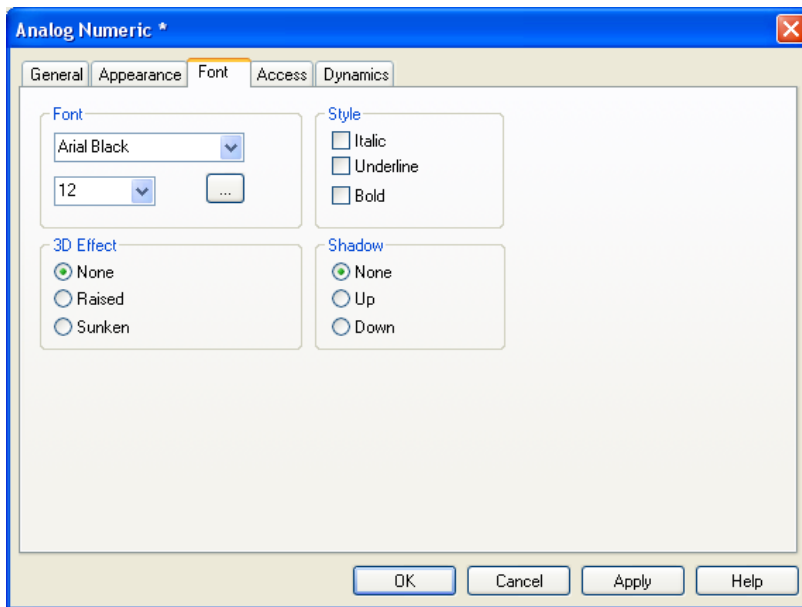 Analog Numeric *
General Appearance Font Access Dynamics
Font
Arial Black
12
...
Style
Italic
Underline
Bold
3D Effect
None
Raised
Sunken
Shadow
None
Up
Down
OK Cancel Apply Help